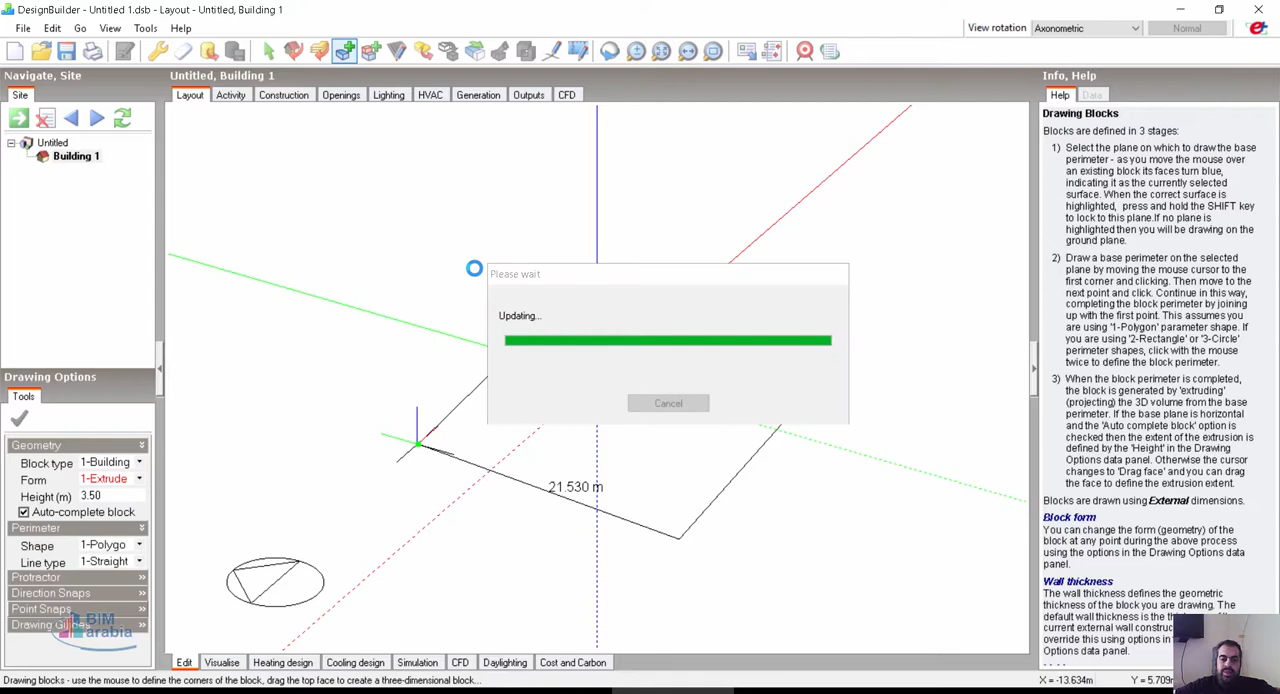 DesignBuilder - Untitled 1.dsb - Layout - Untitled, Building 1
File Edit Go View Tools Help
View rotation Axonometric Normal
Navigate, Site
Site
Untitled
Building 1
Untitled, Building 1
Layout Activity Construction Openings Lighting HVAC Generation Outputs CFD
Please wait
Updating...
Cancel
21.530 m
Drawing Options
Tools
Geometry
Block type 1-Building
Form 1-Extrude
Height (m) 3.50
Auto-complete block
Perimeter
Shape 1-Polygo
Line type 1-Straight
Protractor
Direction Snaps
Point Snaps
BIM
arabia
Edit Visualise Heating design Cooling design Simulation CFD Daylighting Cost and Carbon
Drawing blocks - use the mouse to define the corners of the block, drag the top face to create a three-dimensional block...
X = -13.634m Y = 5.709m
Info, Help
Help Data
Drawing Blocks
Blocks are defined in 3 stages:
1) Select the plane on which to draw the base
perimeter - as you move the mouse over
an existing block its faces turn blue,
indicating it as the currently selected
surface. When the correct surface is
highlighted, press and hold the SHIFT key
to lock to this plane.If no plane is
highlighted then you will be drawing on the
ground plane.
2) Draw a base perimeter on the selected
plane by moving the mouse cursor to the
first corner and clicking. Then move to the
next point and click. Continue in this way,
completing the block perimeter by joining
up with the first point. This assumes you
are using '1-Polygon' parameter shape. If
you are using '2-Rectangle' or '3-Circle'
perimeter shapes, click with the mouse
twice to define the block perimeter.
3) When the block perimeter is completed,
the block is generated by 'extruding'
(projecting) the 3D volume from the base
perimeter. If the base plane is horizontal
and the 'Auto complete block' option is
checked then the extent of the extrusion is
defined by the 'Height' in the Drawing
Options data panel. Otherwise the cursor
changes to 'Drag face' and you can drag
the face to define the extrusion extent.
Blocks are drawn using External dimensions.
Block form
You can change the form (geometry) of the
block at any point during the above process
using the options in the Drawing Options data
panel.
Wall thickness
The wall thickness defines the geometric
thickness of the block you are drawing. The
default wall thickness is the
current external wall construc
override this using options in
Options data panel.